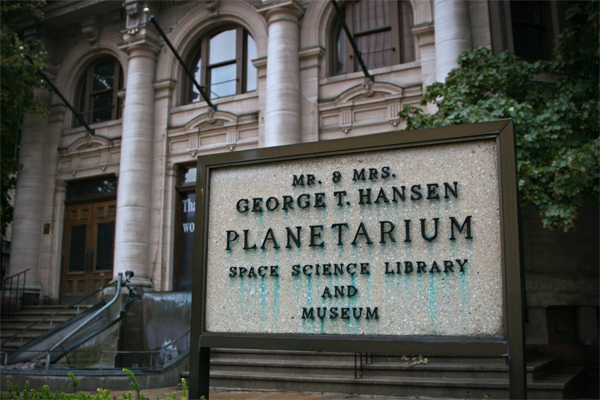 MR. & MRS.
GEORGE T. HANSEN
PLANETARIUM
SPACE SCIENCE LIBRARY
AND
MUSEUM